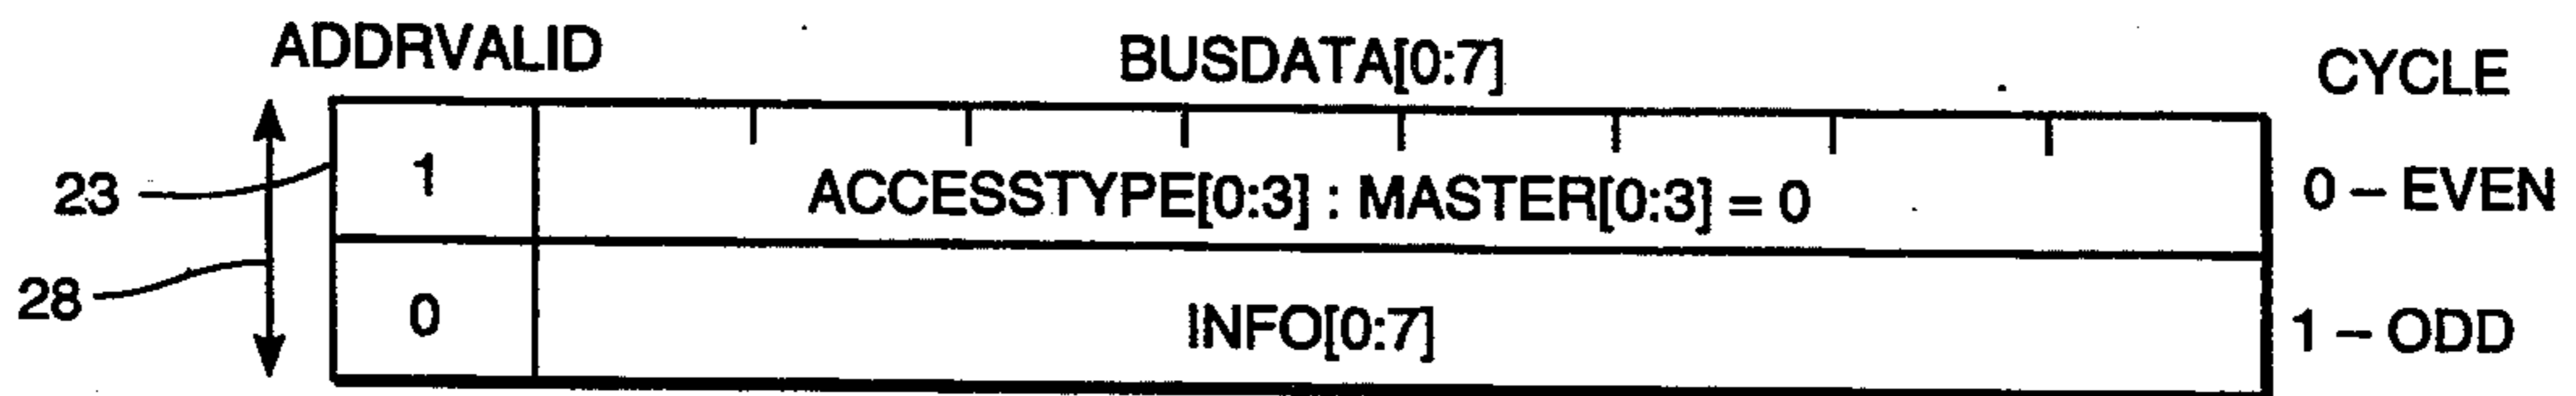 ADDRVALID BUSDATA[0:7] CYCLE
23 1 ACCESSTYPE[0:3] : MASTER[0:3] = 0 0 – EVEN
28 0 INFO[0:7] 1 – ODD